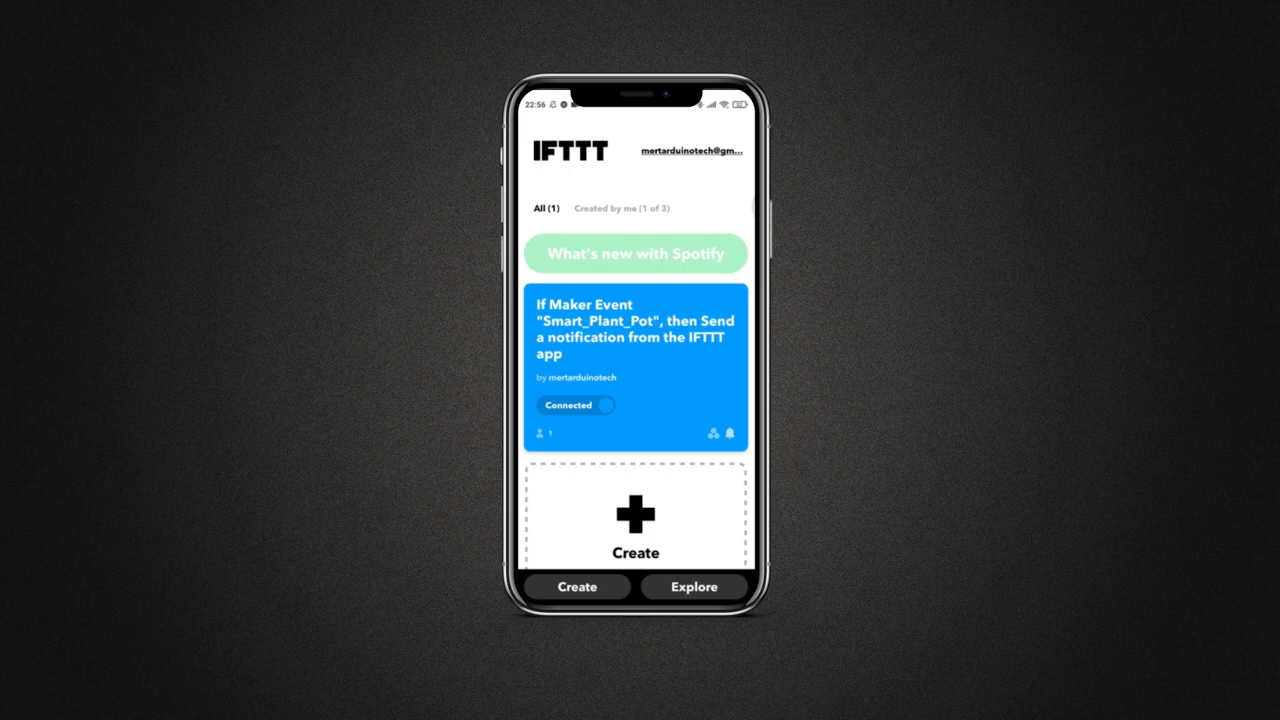 22:56
IFTTT
mertarduinotech@gm...
All (1) Created by me (1 of 3)
What's new with Spotify
If Maker Event
"Smart_Plant_Pot", then Send
a notification from the IFTTT
app
by mertarduinotech
Connected
1
Create
Create Explore